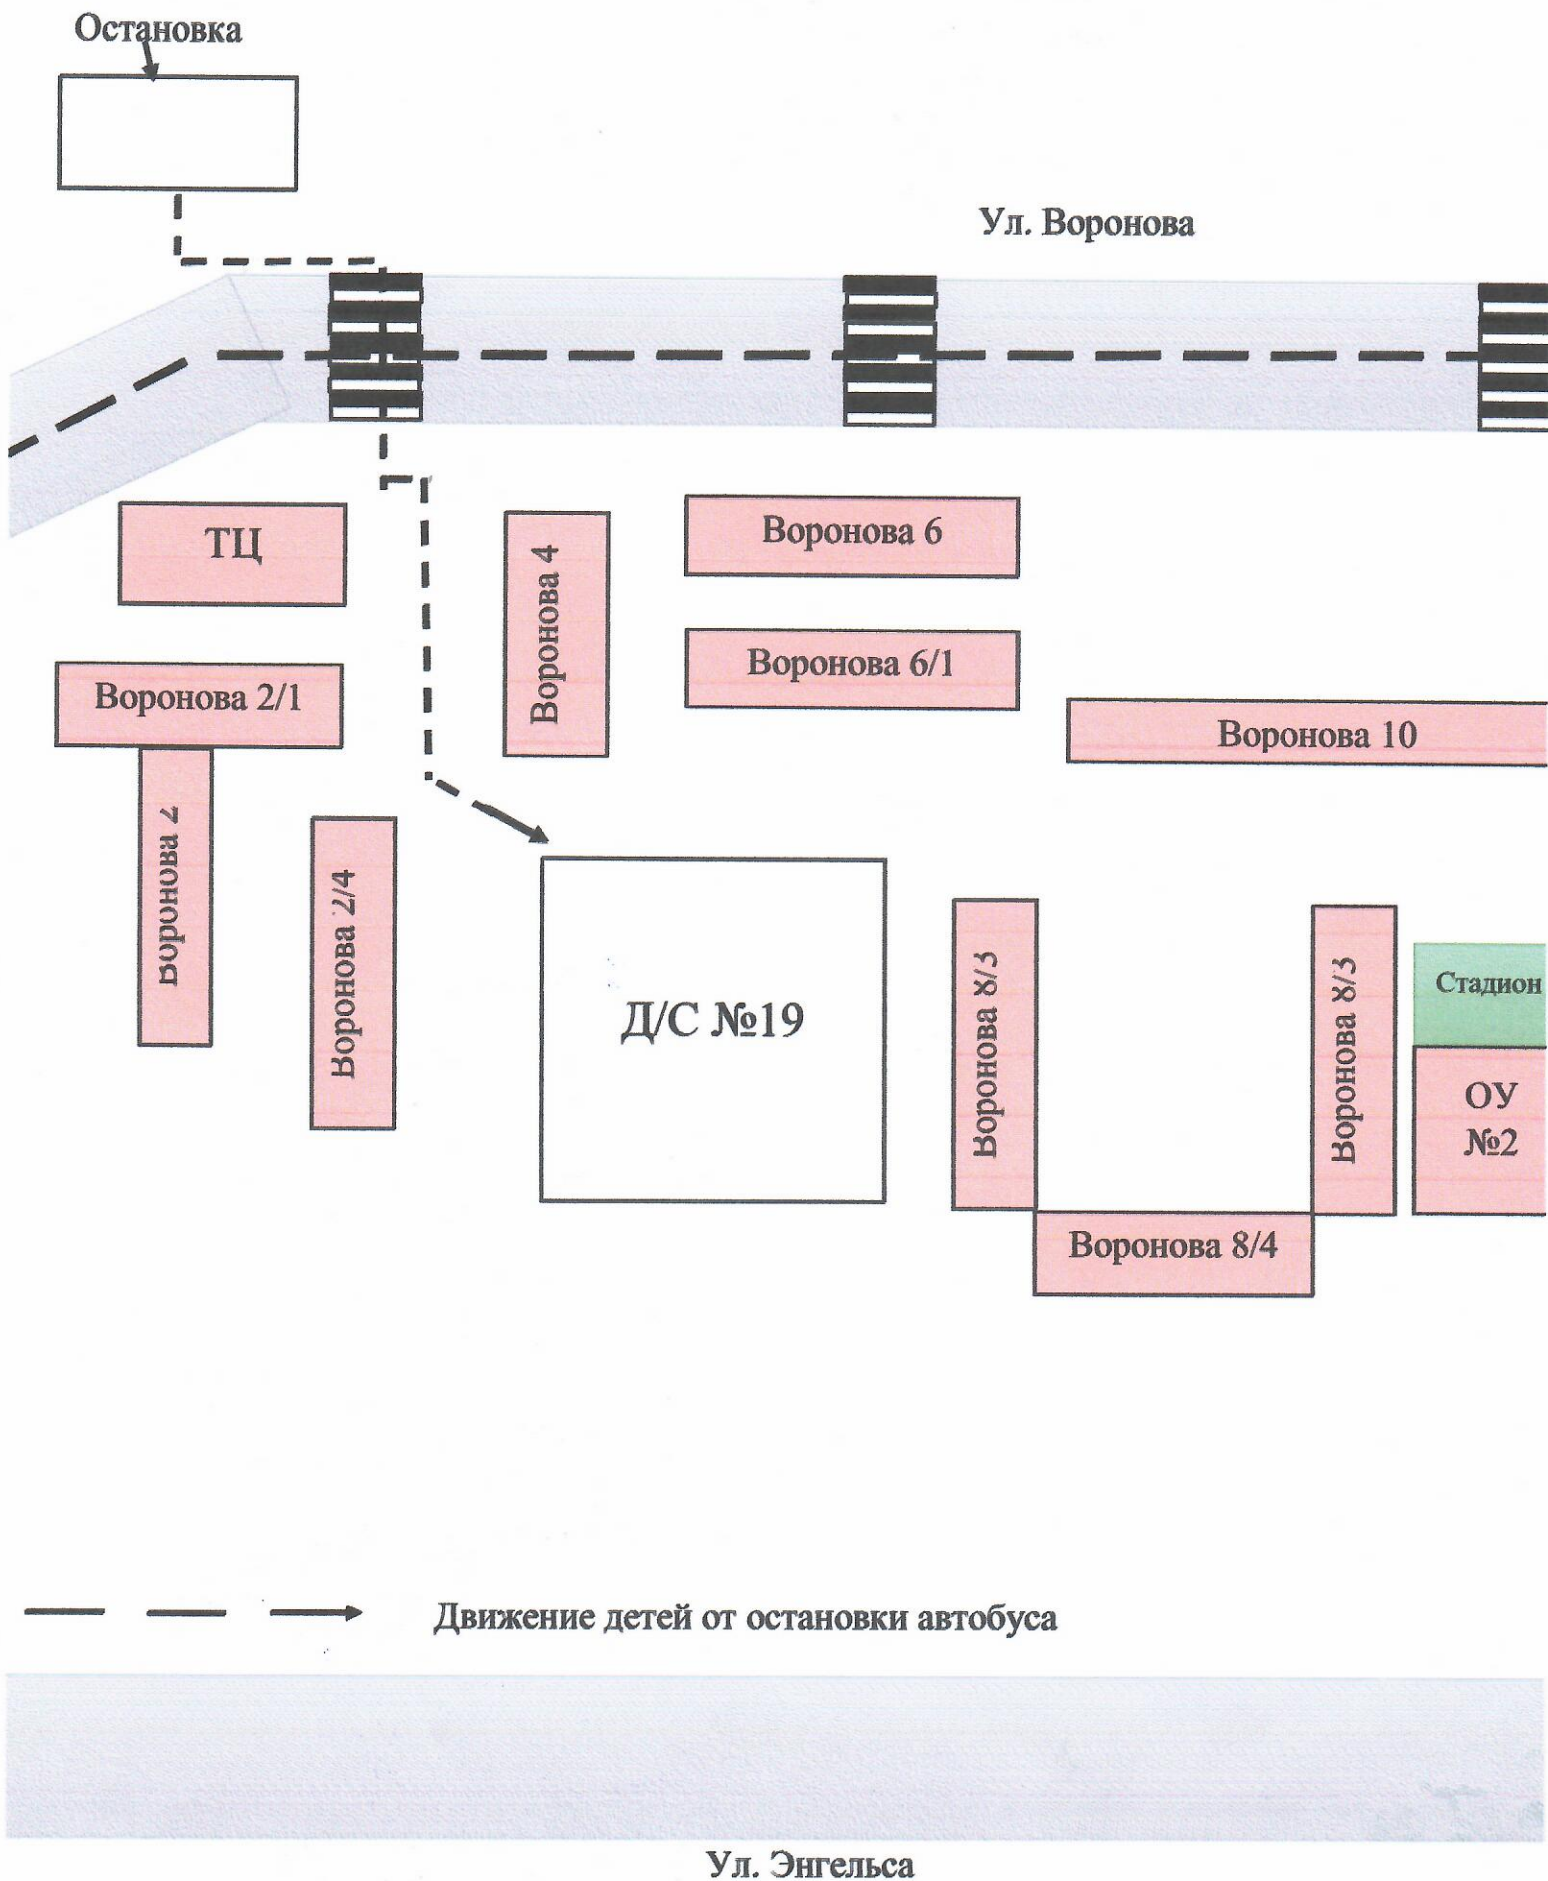 Остановка
Ул. Воронова
ТЦ
Воронова 4
Воронова 6
Воронова 6/1
Воронова 2/1
Воронова 10
Воронова 2
Воронова 2/4
Д/С №19
Воронова 8/3
Воронова 8/3
Стадион
ОУ
№2
Воронова 8/4
Движение детей от остановки автобуса
Ул. Энгельса